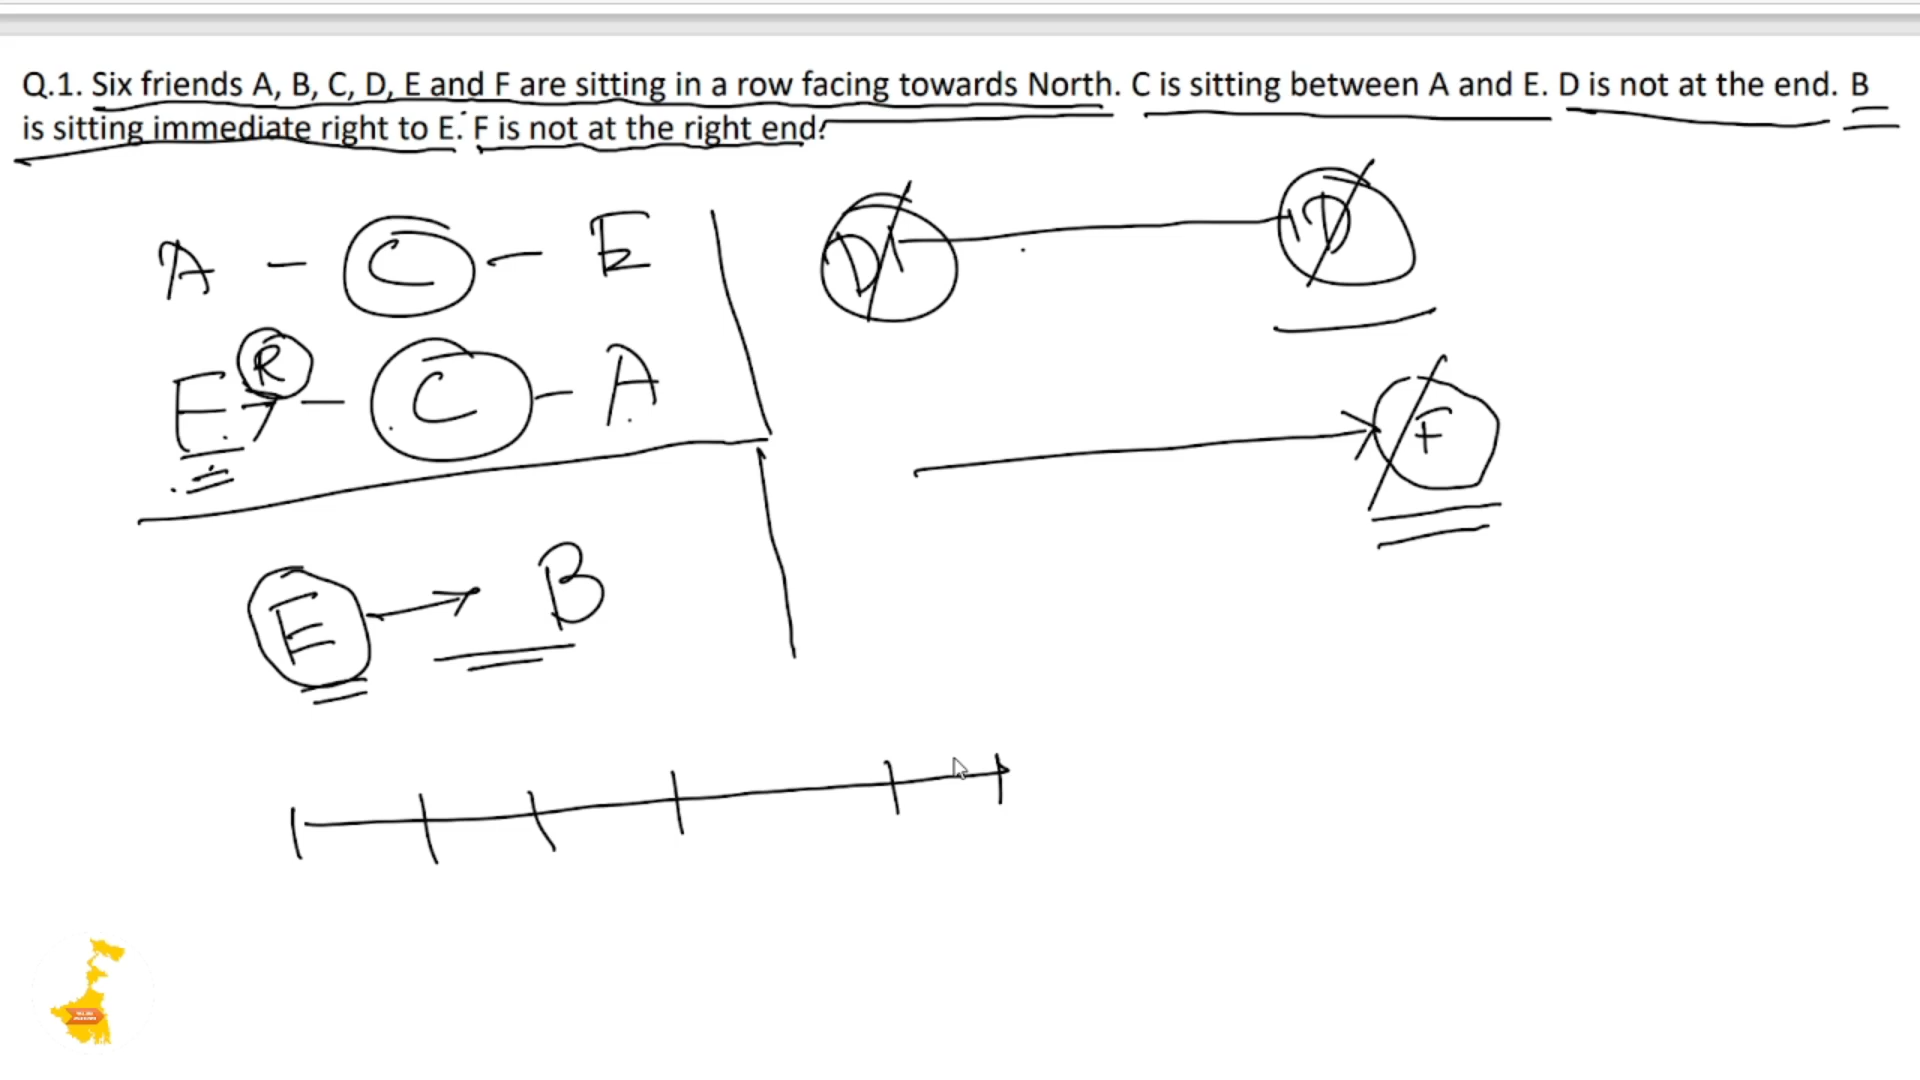 Q.1. Six friends A, B, C, D, E and F are sitting in a row facing towards North. C is sitting between A and E. D is not at the end. B
is sitting immediate right to E. F is not at the right end.
A - C - E
D D
E R - C - A
F
E → B